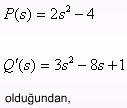 P(s) = 2s² − 4
Q'(s) = 3s² − 8s + 1
olduğundan,